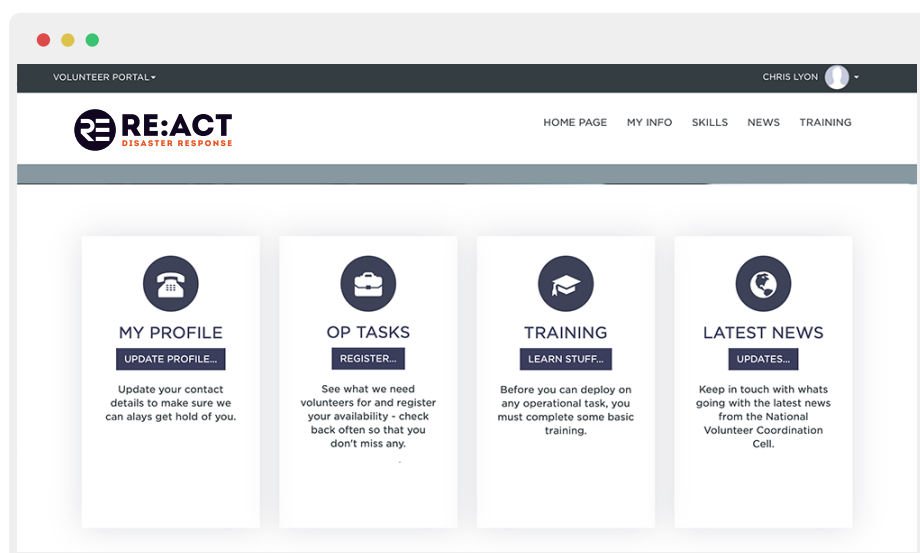 VOLUNTEER PORTAL
CHRIS LYON
RE
RE:ACT
DISASTER RESPONSE
HOME PAGE MY INFO SKILLS NEWS TRAINING
MY PROFILE
UPDATE PROFILE...
Update your contact
details to make sure we
can alays get hold of you.
OP TASKS
REGISTER...
See what we need
volunteers for and register
your availability - check
back often so that you
don't miss any.
TRAINING
LEARN STUFF...
Before you can deploy on
any operational task, you
must complete some basic
training.
LATEST NEWS
UPDATES...
Keep in touch with whats
going with the latest news
from the National
Volunteer Coordination
Cell.